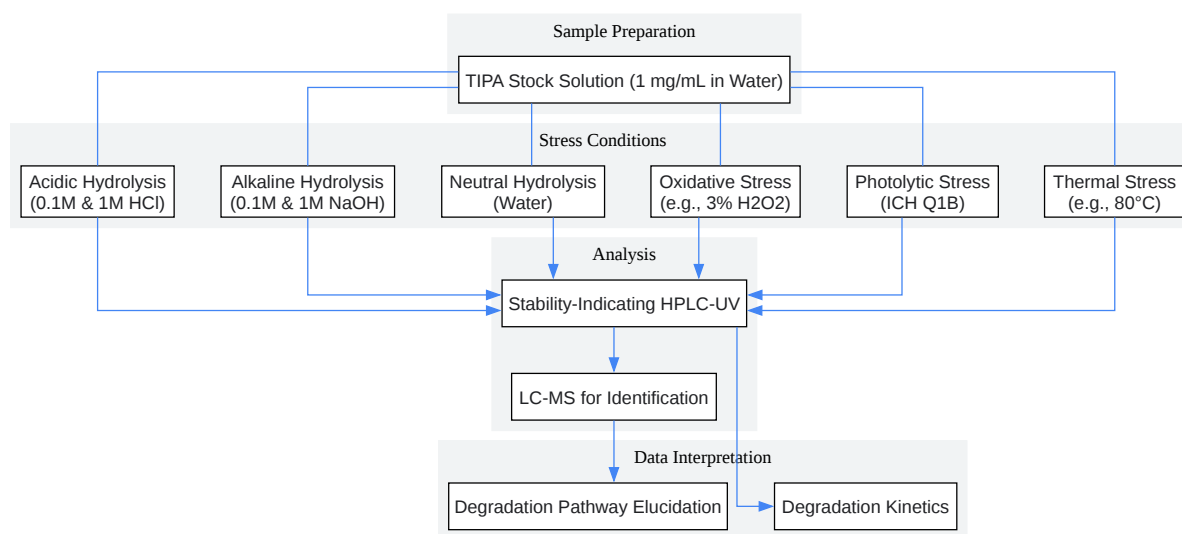 Sample Preparation
TIPA Stock Solution (1 mg/mL in Water)
Stress Conditions
Acidic Hydrolysis
(0.1M & 1M HCl)
Alkaline Hydrolysis
(0.1M & 1M NaOH)
Neutral Hydrolysis
(Water)
Oxidative Stress
(e.g., 3% H2O2)
Photolytic Stress
(ICH Q1B)
Thermal Stress
(e.g., 80°C)
Analysis
Stability-Indicating HPLC-UV
LC-MS for Identification
Data Interpretation
Degradation Pathway Elucidation
Degradation Kinetics